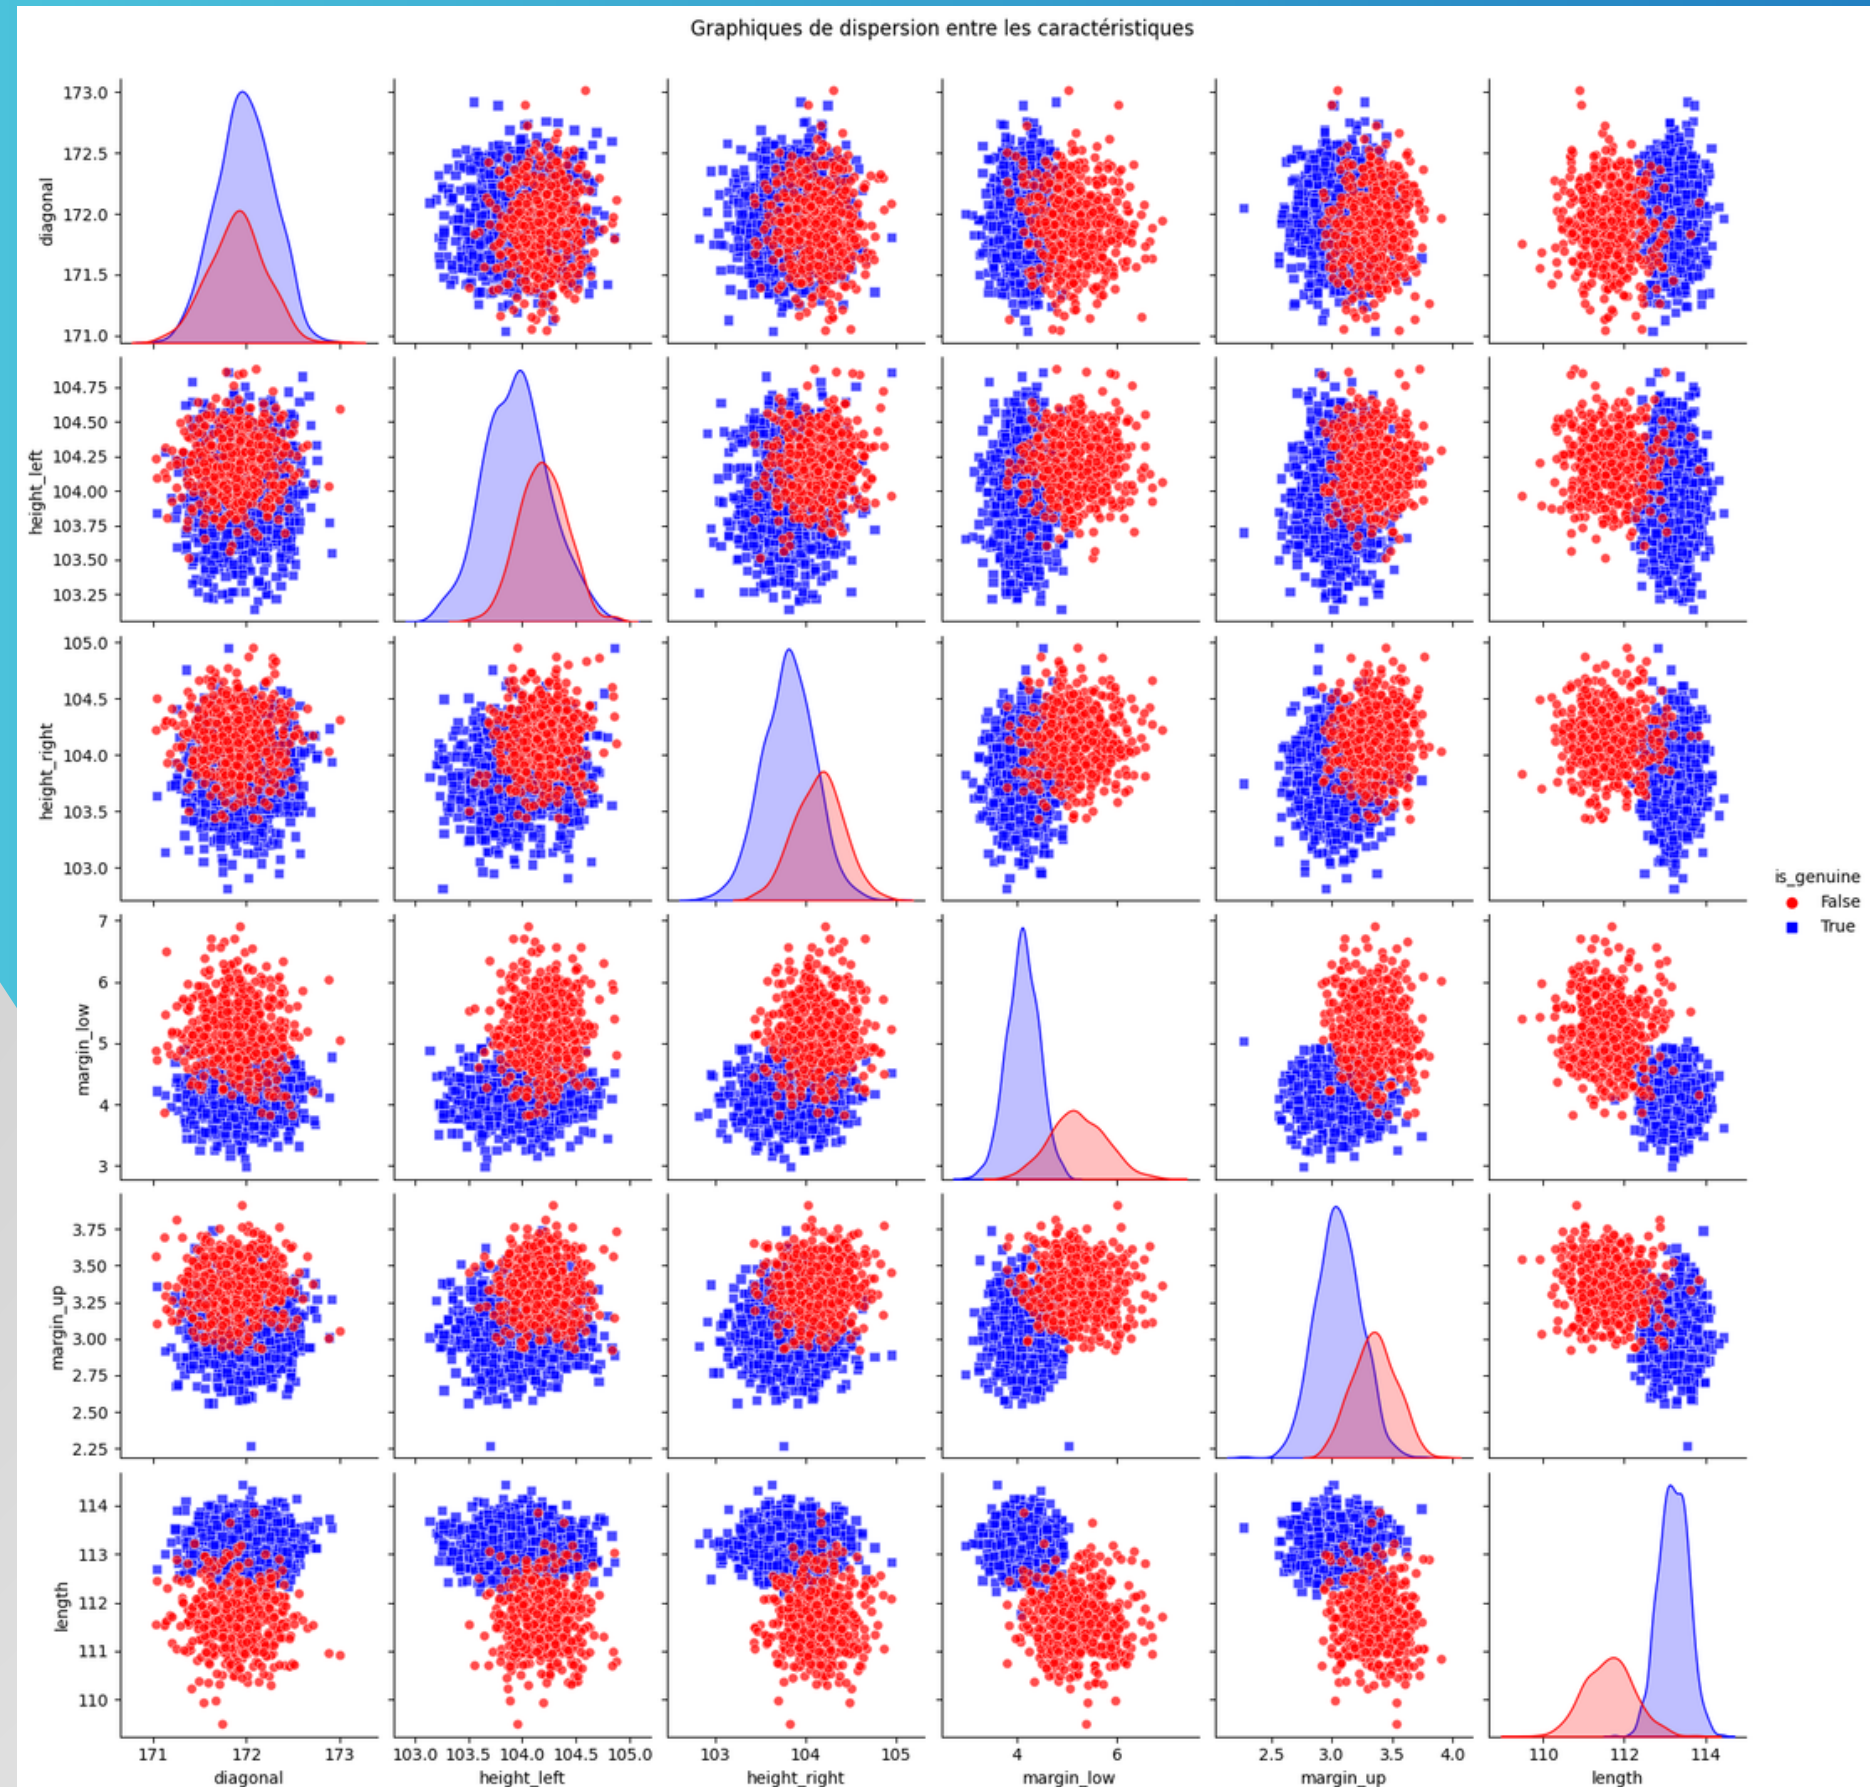 Graphiques de dispersion entre les caractéristiques
173.0
172.5
172.0
171.5
171.0
diagonal
104.75
104.50
104.25
104.00
103.75
103.50
103.25
height_left
105.0
104.5
104.0
103.5
103.0
height_right
is_genuine
False
True
7
6
5
4
3
margin_low
3.75
3.50
3.25
3.00
2.75
2.50
2.25
margin_up
114
113
112
111
110
length
171 172 173 103.0 103.5 104.0 104.5 105.0 103 104 105 4 6 2.5 3.0 3.5 4.0 110 112 114
diagonal height_left height_right margin_low margin_up length